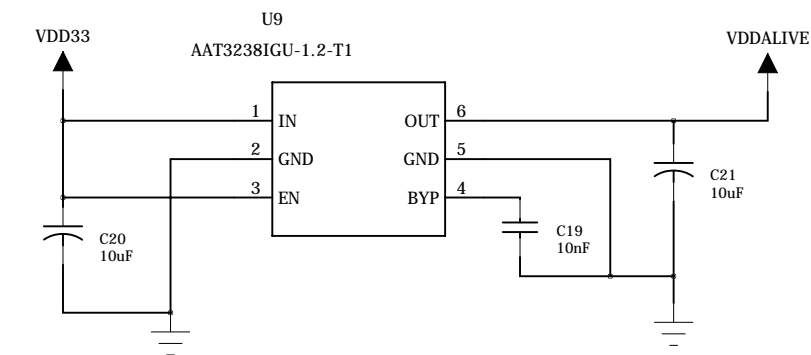 U9
VDD33
VDDALIVE
AAT3238IGU-1.2-T1
1 IN OUT 6
2 GND GND 5
3 EN BYP 4
C21
10uF
C20
10uF
C19
10nF